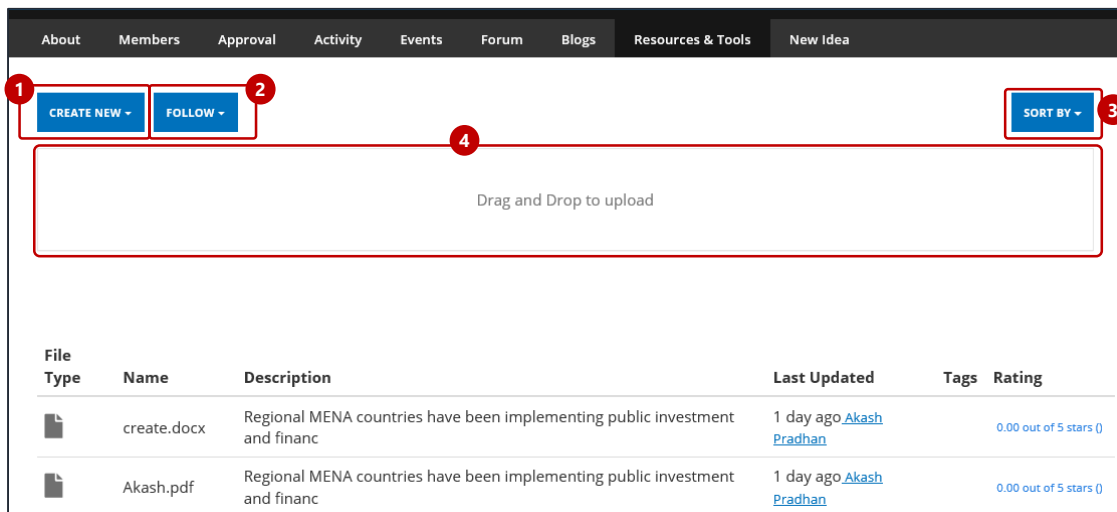 About Members Approval Activity Events Forum Blogs Resources & Tools New Idea
1 2
CREATE NEW FOLLOW SORT BY 3
4
Drag and Drop to upload
File
Type Name Description Last Updated Tags Rating
create.docx Regional MENA countries have been implementing public investment 1 day ago Akash 0.00 out of 5 stars ()
and financ Pradhan
Akash.pdf Regional MENA countries have been implementing public investment 1 day ago Akash 0.00 out of 5 stars ()
and financ Pradhan